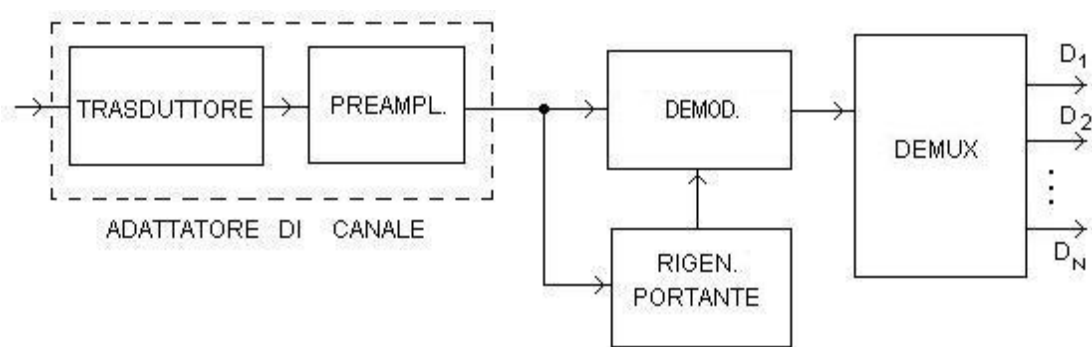 TRASDUTTORE
PREAMPL.
ADATTATORE DI CANALE
DEMOD.
RIGEN.
PORTANTE
DEMUX
D1
D2
⋮
DN